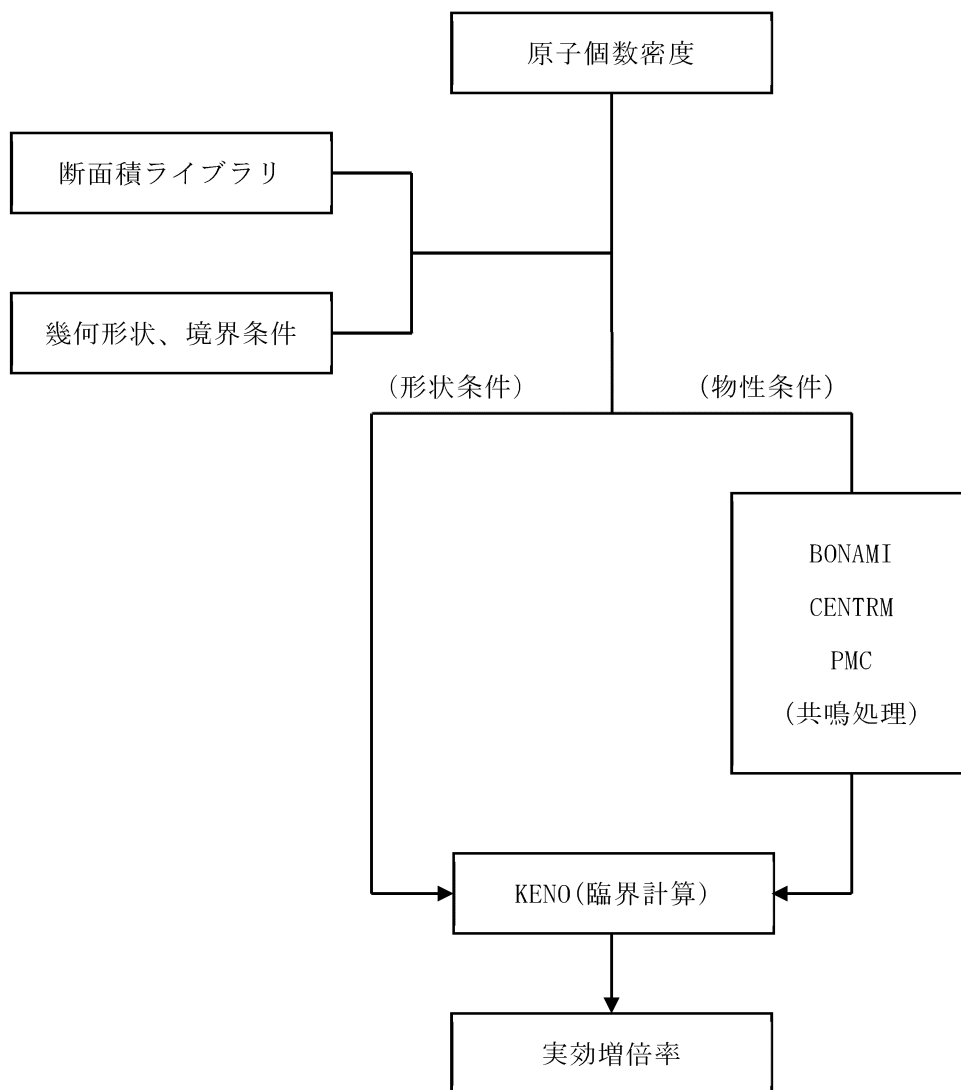 原子個数密度
断面積ライブラリ
幾何形状、境界条件
(形状条件)
(物性条件)
BONAMI
CENTRM
PMC
(共鳴処理)
KENO(臨界計算)
実効増倍率